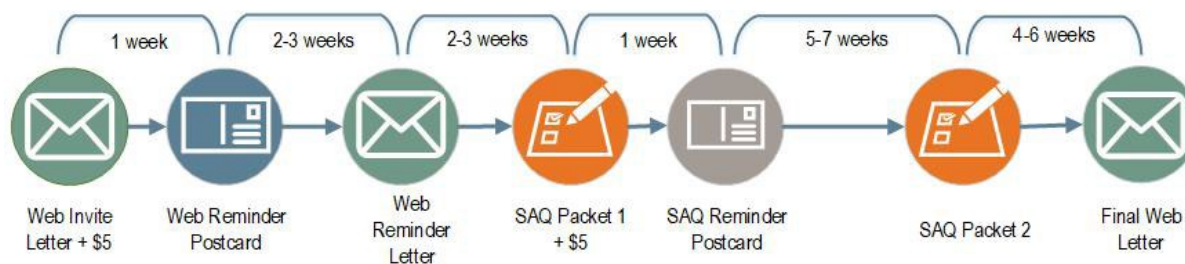 1 week
2-3 weeks
2-3 weeks
1 week
5-7 weeks
4-6 weeks
Web Invite
Letter + $5
Web Reminder
Postcard
Web
Reminder
Letter
SAQ Packet 1
+ $5
SAQ Reminder
Postcard
SAQ Packet 2
Final Web
Letter